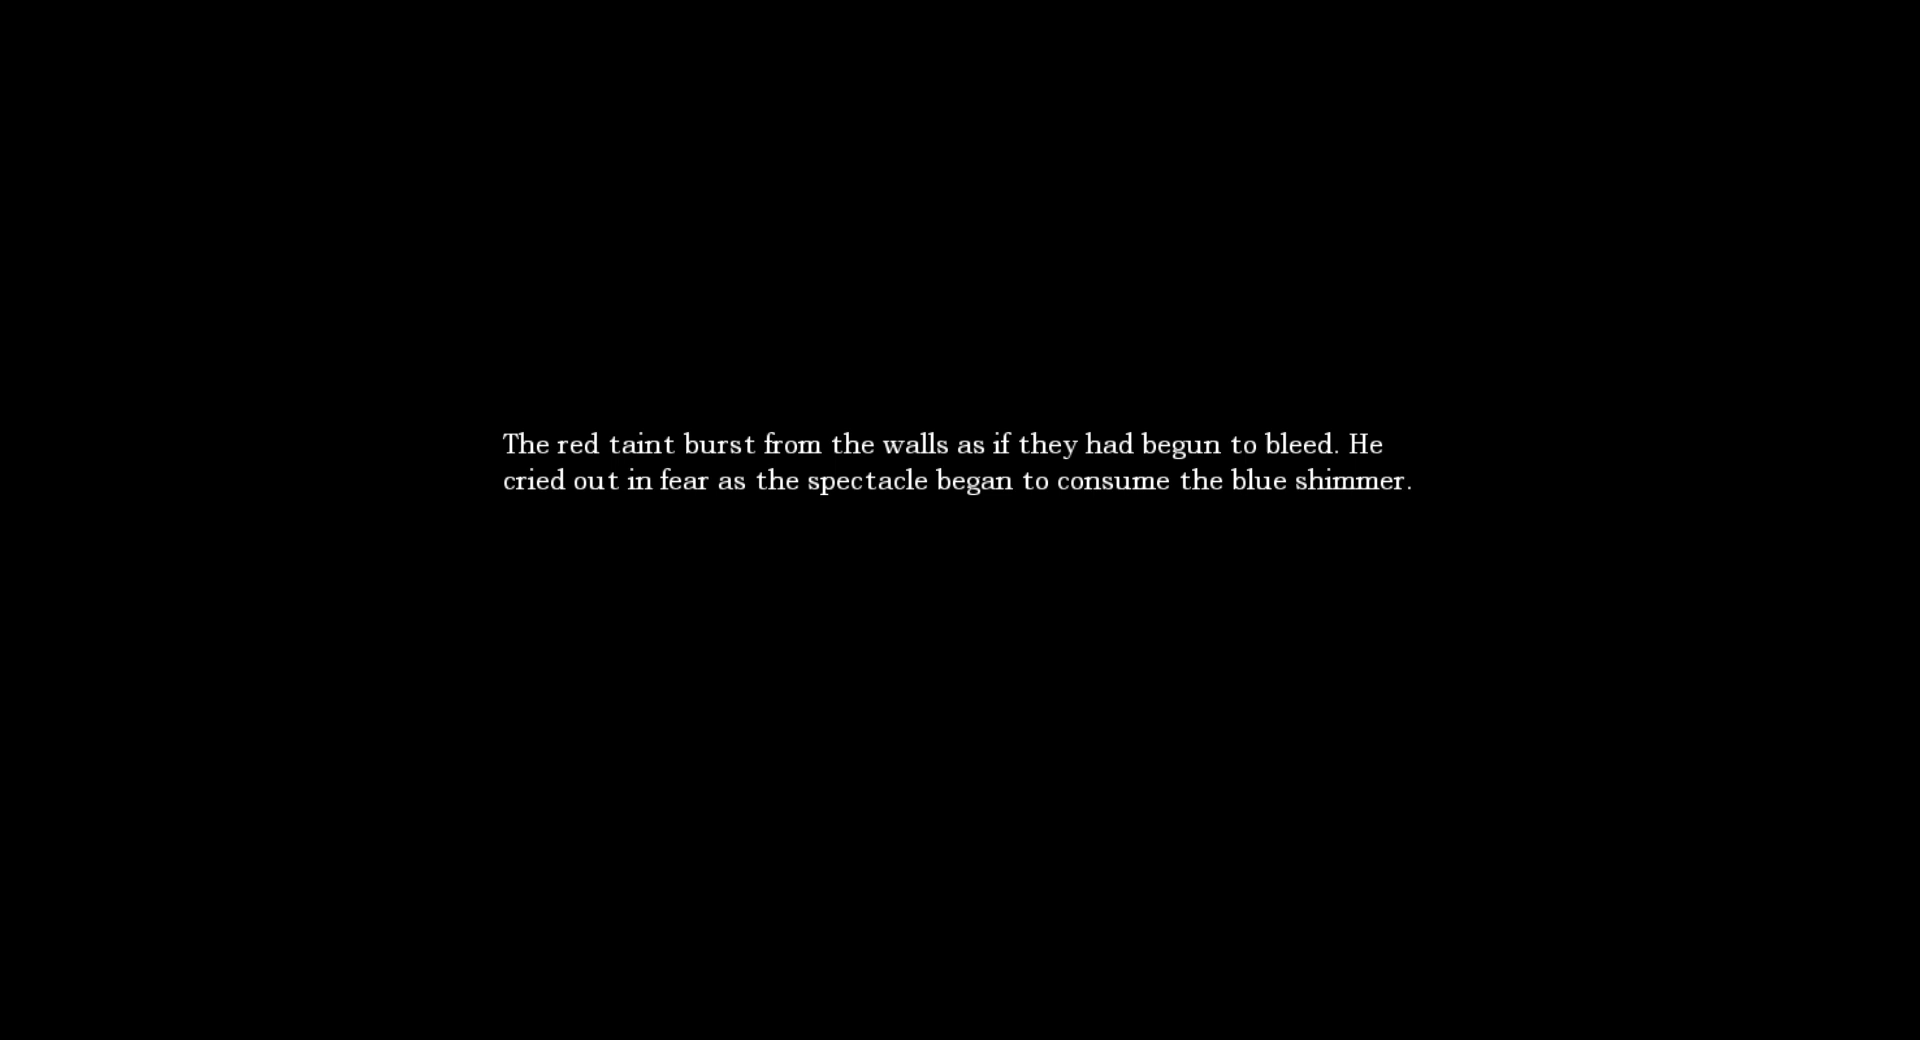 The red taint burst from the walls as if they had begun to bleed. He
cried out in fear as the spectacle began to consume the blue shimmer.